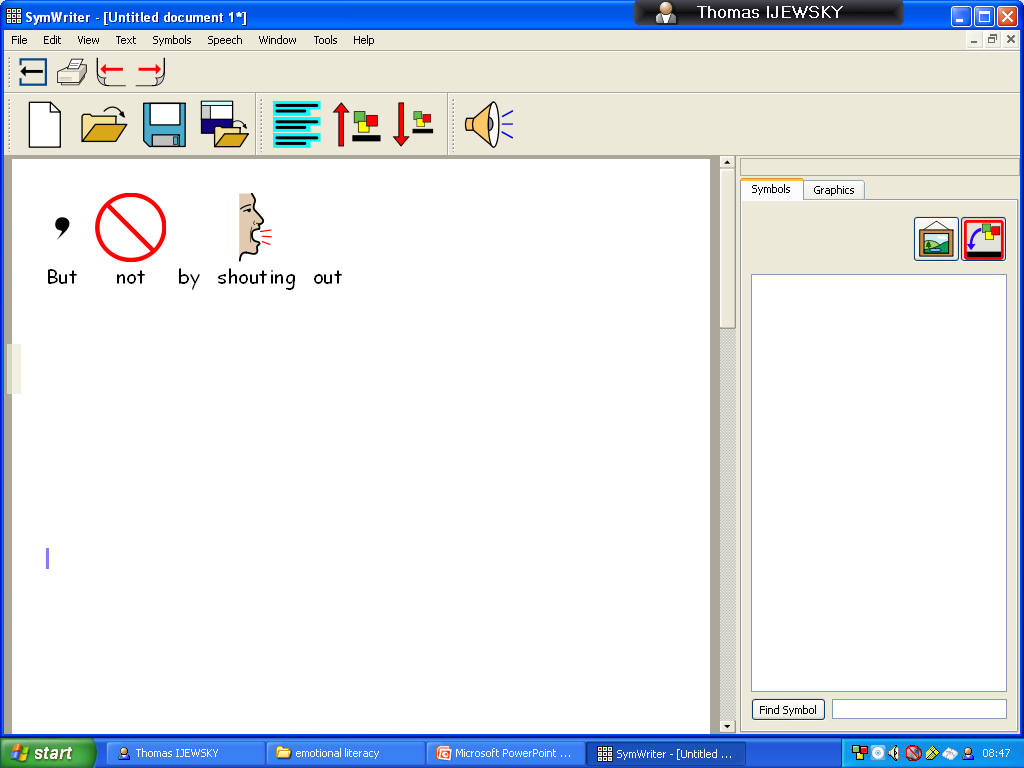 SymWriter - [Untitled document 1*]
Thomas IJEWSKY
File Edit View Text Symbols Speech Window Tools Help
Symbols Graphics
But not by shouting out
Find Symbol
start Thomas IJEWSKY emotional literacy Microsoft PowerPoint ... SymWriter - [Untitled ... 08:47